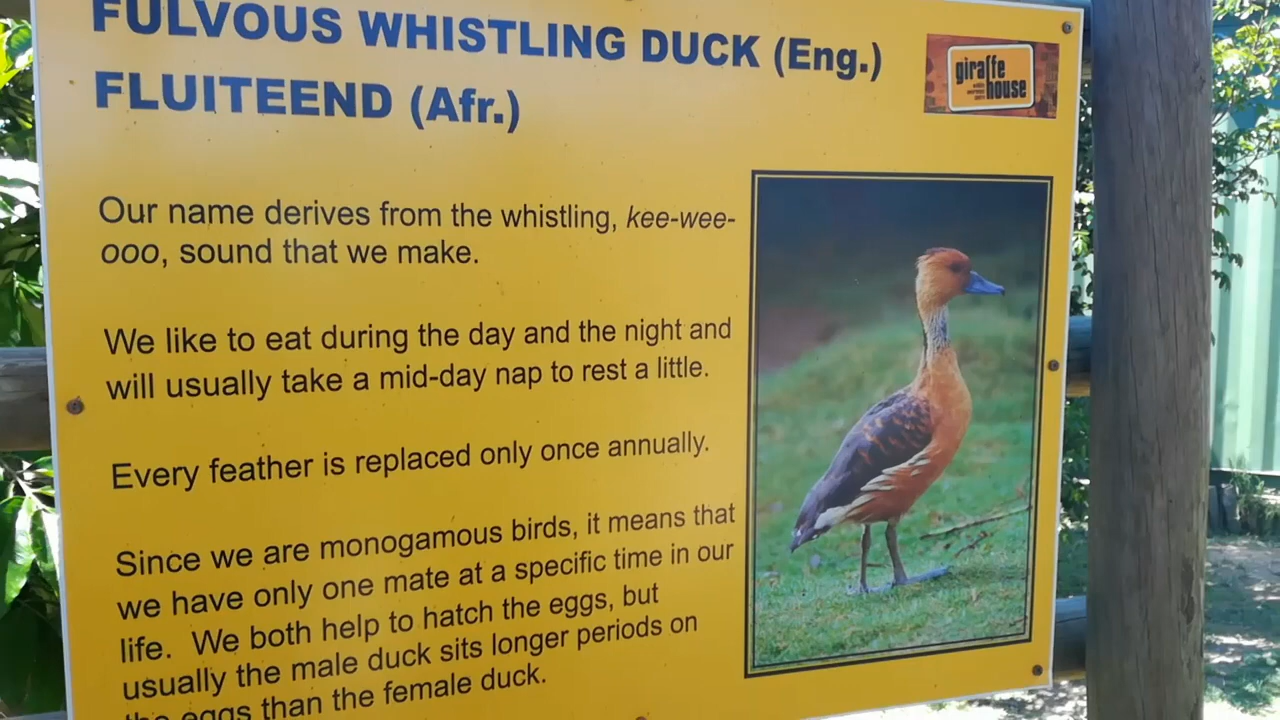 FULVOUS WHISTLING DUCK (Eng.)
FLUITEEND (Afr.)
giraffe
house
Our name derives from the whistling, kee-wee-
ooo, sound that we make.
We like to eat during the day and the night and
will usually take a mid-day nap to rest a little.
Every feather is replaced only once annually.
Since we are monogamous birds, it means that
we have only one mate at a specific time in our
life. We both help to hatch the eggs, but
usually the male duck sits longer periods on
the eggs than the female duck.